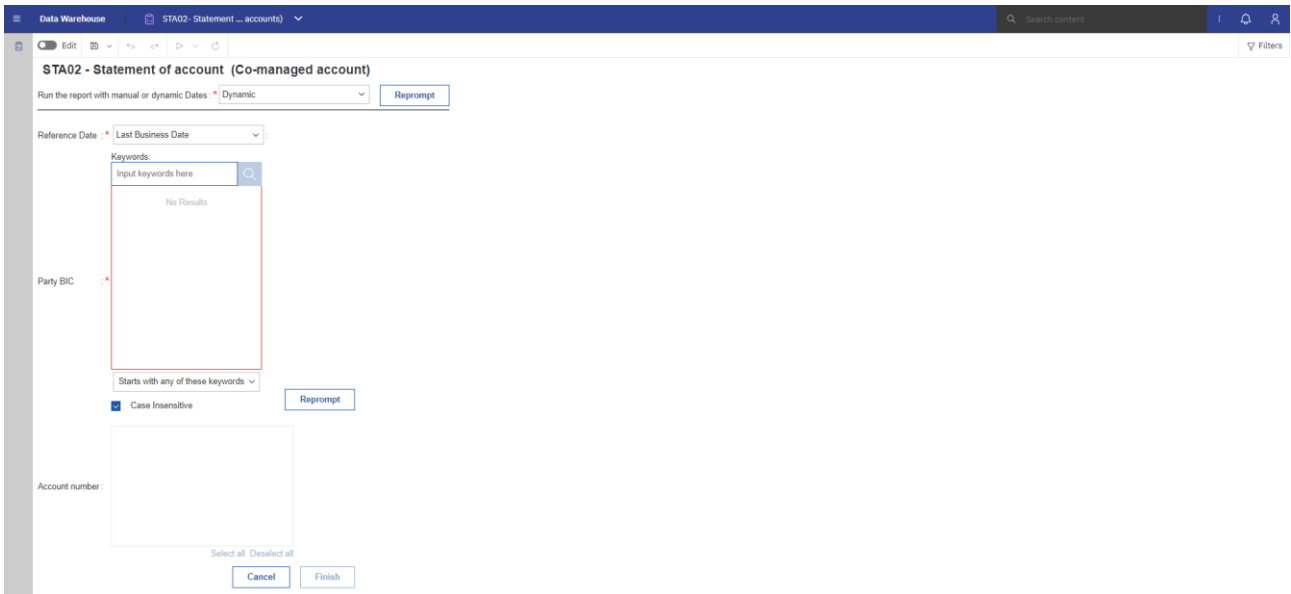 Data Warehouse
STA02- Statement ... accounts)
Search content
Edit
Filters
STA02 - Statement of account (Co-managed account)
Run the report with manual or dynamic Dates : * Dynamic
Reprompt
Reference Date : * Last Business Date :
Keywords:
Input keywords here
No Results
Party BIC : *
Starts with any of these keywords
Case Insensitive
Reprompt
Account number :
Select all Deselect all
Cancel
Finish